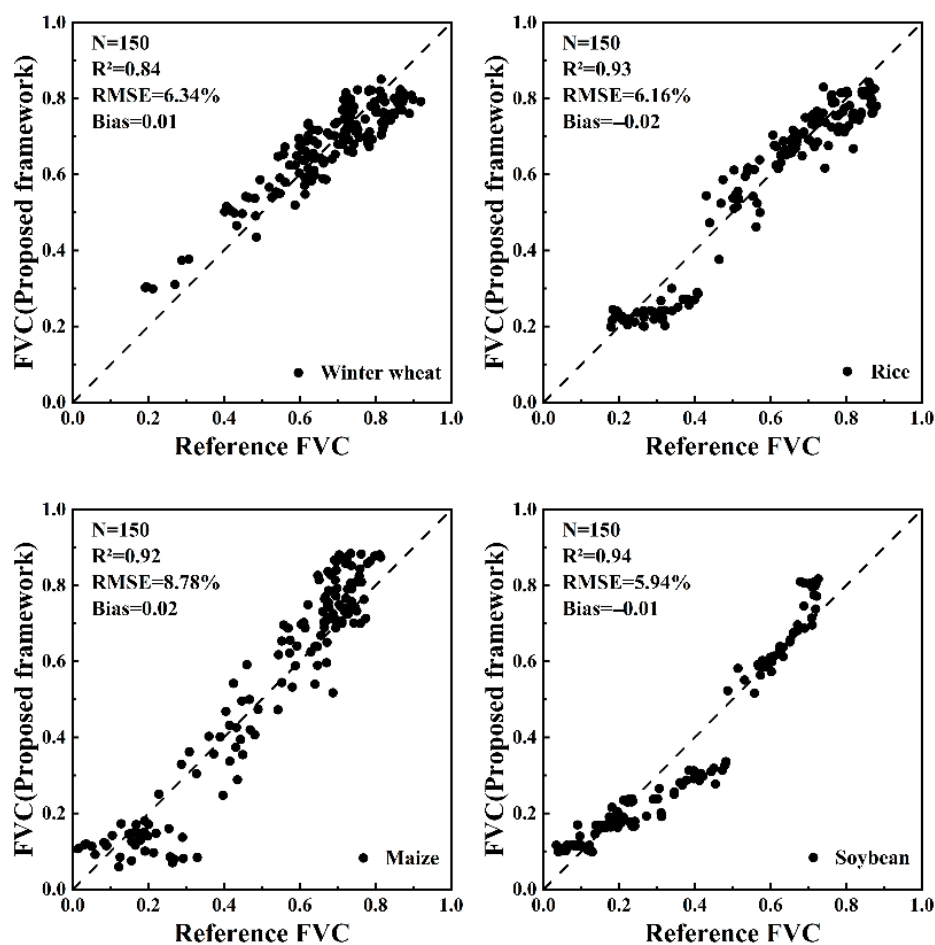 1.0
N=150
R²=0.84
RMSE=6.34%
Bias=0.01
0.8
0.6
0.4
0.2
0.0
FVC(Proposed framework)
Winter wheat
0.0 0.2 0.4 0.6 0.8 1.0
Reference FVC
1.0
N=150
R²=0.93
RMSE=6.16%
Bias=–0.02
0.8
0.6
0.4
0.2
0.0
FVC(Proposed framework)
Rice
0.0 0.2 0.4 0.6 0.8 1.0
Reference FVC
1.0
N=150
R²=0.92
RMSE=8.78%
Bias=0.02
0.8
0.6
0.4
0.2
0.0
FVC(Proposed framework)
Maize
0.0 0.2 0.4 0.6 0.8 1.0
Reference FVC
1.0
N=150
R²=0.94
RMSE=5.94%
Bias=–0.01
0.8
0.6
0.4
0.2
0.0
FVC(Proposed framework)
Soybean
0.0 0.2 0.4 0.6 0.8 1.0
Reference FVC